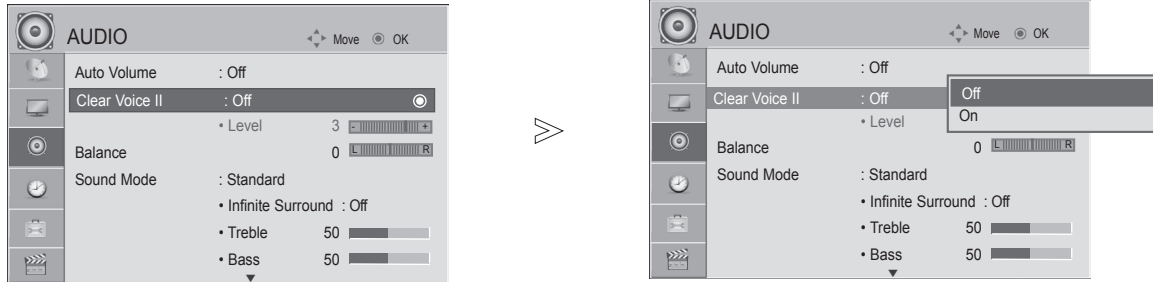 AUDIO Move OK
Auto Volume : Off
Clear Voice II : Off
• Level 3 - +
Balance 0 L R
Sound Mode : Standard
• Infinite Surround : Off
• Treble 50
• Bass 50
AUDIO Move OK
Auto Volume : Off
Clear Voice II : Off
Off
On
• Level
Balance 0 L R
Sound Mode : Standard
• Infinite Surround : Off
• Treble 50
• Bass 50